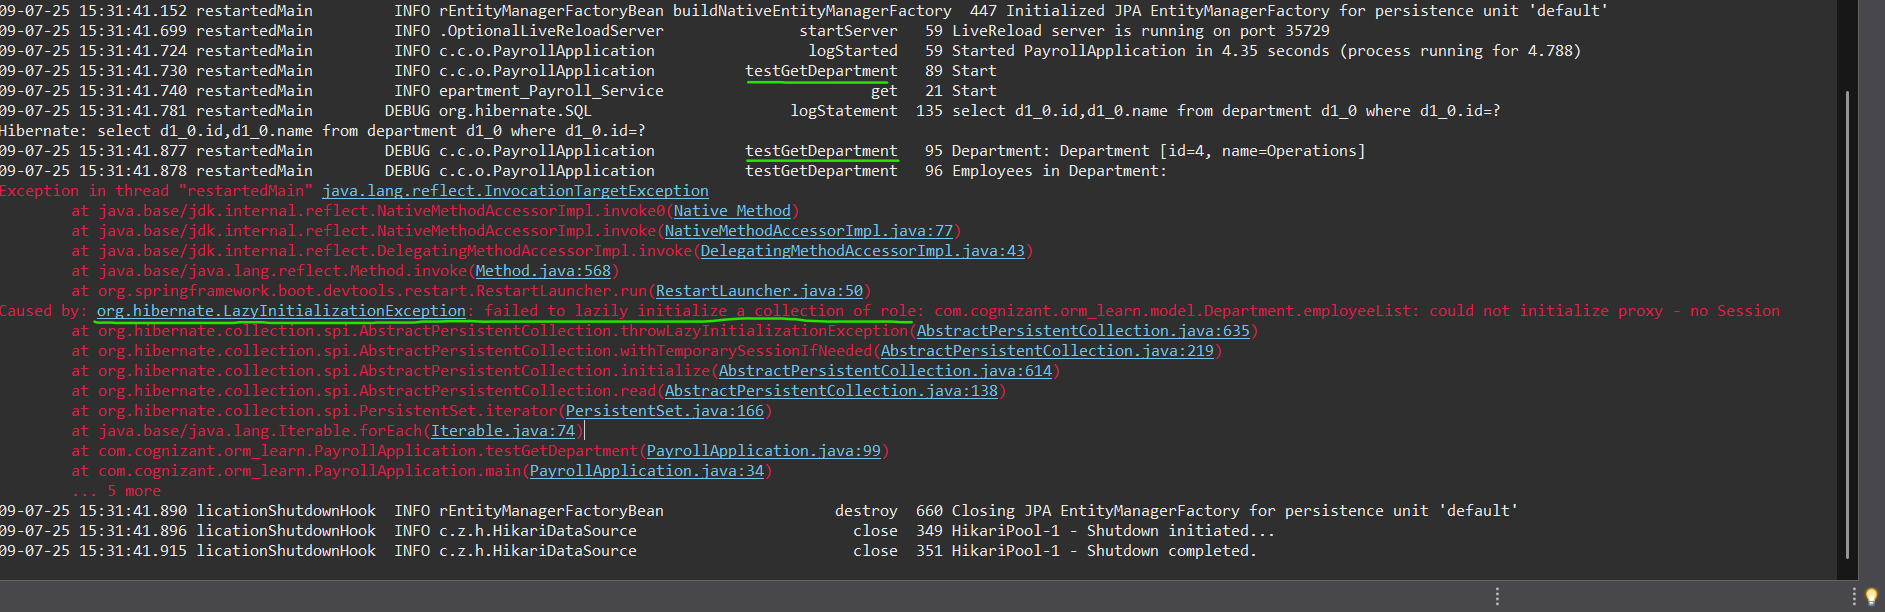 09-07-25 15:31:41.152 restartedMain         INFO rEntityManagerFactoryBean buildNativeEntityManagerFactory  447 Initialized JPA EntityManagerFactory for persistence unit 'default'
09-07-25 15:31:41.699 restartedMain         INFO .OptionalLiveReloadServer               startServer   59 LiveReload server is running on port 35729
09-07-25 15:31:41.724 restartedMain         INFO c.c.o.PayrollApplication                 logStarted   59 Started PayrollApplication in 4.35 seconds (process running for 4.788)
09-07-25 15:31:41.730 restartedMain         INFO c.c.o.PayrollApplication          testGetDepartment   89 Start
09-07-25 15:31:41.740 restartedMain         INFO epartment_Payroll_Service                       get   21 Start
09-07-25 15:31:41.781 restartedMain        DEBUG org.hibernate.SQL                      logStatement  135 select d1_0.id,d1_0.name from department d1_0 where d1_0.id=?
Hibernate: select d1_0.id,d1_0.name from department d1_0 where d1_0.id=?
09-07-25 15:31:41.877 restartedMain        DEBUG c.c.o.PayrollApplication          testGetDepartment   95 Department: Department [id=4, name=Operations]
09-07-25 15:31:41.878 restartedMain        DEBUG c.c.o.PayrollApplication          testGetDepartment   96 Employees in Department:
Exception in thread "restartedMain" java.lang.reflect.InvocationTargetException
at java.base/jdk.internal.reflect.NativeMethodAccessorImpl.invoke0(Native Method)
at java.base/jdk.internal.reflect.NativeMethodAccessorImpl.invoke(NativeMethodAccessorImpl.java:77)
at java.base/jdk.internal.reflect.DelegatingMethodAccessorImpl.invoke(DelegatingMethodAccessorImpl.java:43)
at java.base/java.lang.reflect.Method.invoke(Method.java:568)
at org.springframework.boot.devtools.restart.RestartLauncher.run(RestartLauncher.java:50)
Caused by: org.hibernate.LazyInitializationException: failed to lazily initialize a collection of role: com.cognizant.orm_learn.model.Department.employeeList: could not initialize proxy - no Session
at org.hibernate.collection.spi.AbstractPersistentCollection.throwLazyInitializationException(AbstractPersistentCollection.java:635)
at org.hibernate.collection.spi.AbstractPersistentCollection.withTemporarySessionIfNeeded(AbstractPersistentCollection.java:219)
at org.hibernate.collection.spi.AbstractPersistentCollection.initialize(AbstractPersistentCollection.java:614)
at org.hibernate.collection.spi.AbstractPersistentCollection.read(AbstractPersistentCollection.java:138)
at org.hibernate.collection.spi.PersistentSet.iterator(PersistentSet.java:166)
at java.base/java.lang.Iterable.forEach(Iterable.java:74)
at com.cognizant.orm_learn.PayrollApplication.testGetDepartment(PayrollApplication.java:99)
at com.cognizant.orm_learn.PayrollApplication.main(PayrollApplication.java:34)
... 5 more
09-07-25 15:31:41.890 licationShutdownHook  INFO rEntityManagerFactoryBean                   destroy  660 Closing JPA EntityManagerFactory for persistence unit 'default'
09-07-25 15:31:41.896 licationShutdownHook  INFO c.z.h.HikariDataSource                        close  349 HikariPool-1 - Shutdown initiated...
09-07-25 15:31:41.915 licationShutdownHook  INFO c.z.h.HikariDataSource                        close  351 HikariPool-1 - Shutdown completed.